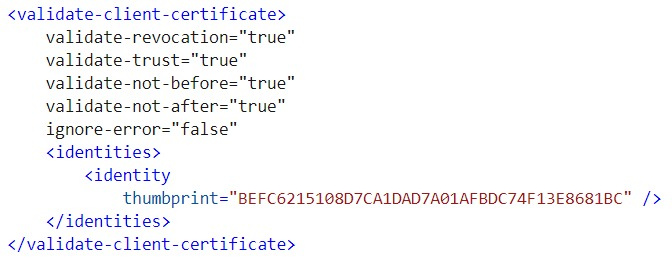 <validate-client-certificate>
    validate-revocation="true"
    validate-trust="true"
    validate-not-before="true"
    validate-not-after="true"
    ignore-error="false"
    <identities>
        <identity
            thumbprint="BEFC6215108D7CA1DAD7A01AFBDC74F13E8681BC" />
    </identities>
</validate-client-certificate>